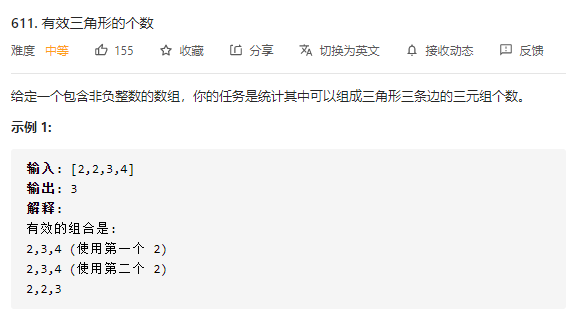 611. 有效三角形的个数
难度 中等 155 收藏 分享 切换为英文 接收动态 反馈
给定一个包含非负整数的数组，你的任务是统计其中可以组成三角形三条边的三元组个数。
示例 1:
输入: [2,2,3,4]
输出: 3
解释:
有效的组合是:
2,3,4 (使用第一个 2)
2,3,4 (使用第二个 2)
2,2,3